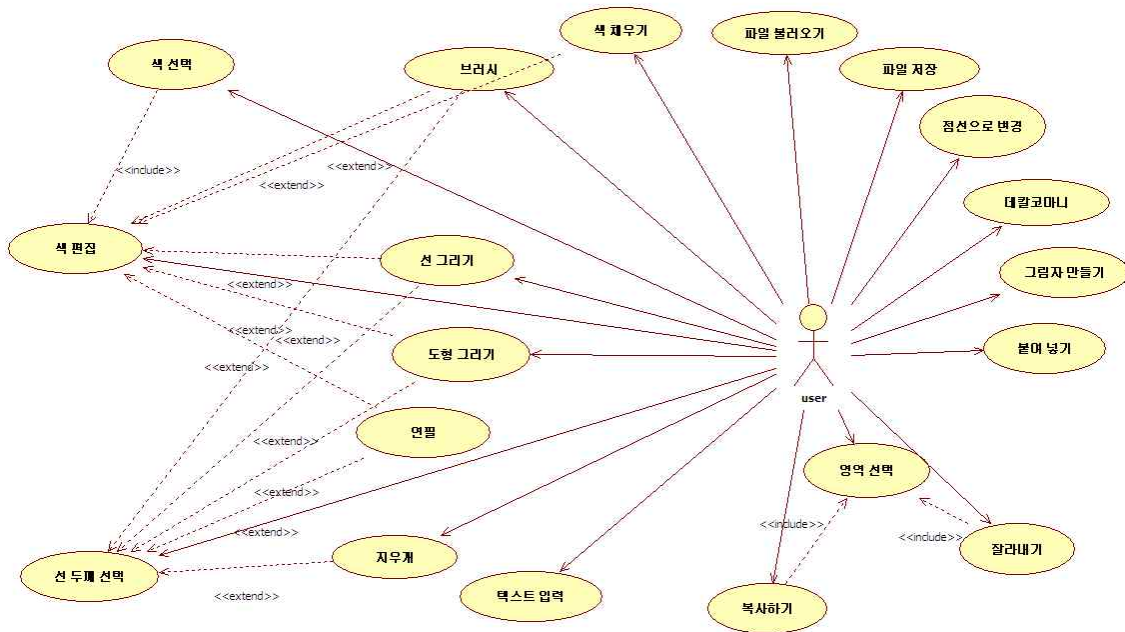 색 채우기
파일 불러오기
색 선택
브러시
파일 저장
점선으로 변경
<<include>>
<<extend>>
<<extend>>
데칼코마니
색 편집
선 그리기
그림자 만들기
<<extend>>
<<extend>>
<<extend>>
<<extend>>
도형 그리기
붙여 넣기
user
연필
<<extend>>
<<extend>>
영역 선택
<<extend>>
<<include>>
<<include>>
선 두께 선택
지우개
잘라내기
<<extend>>
텍스트 입력
복사하기